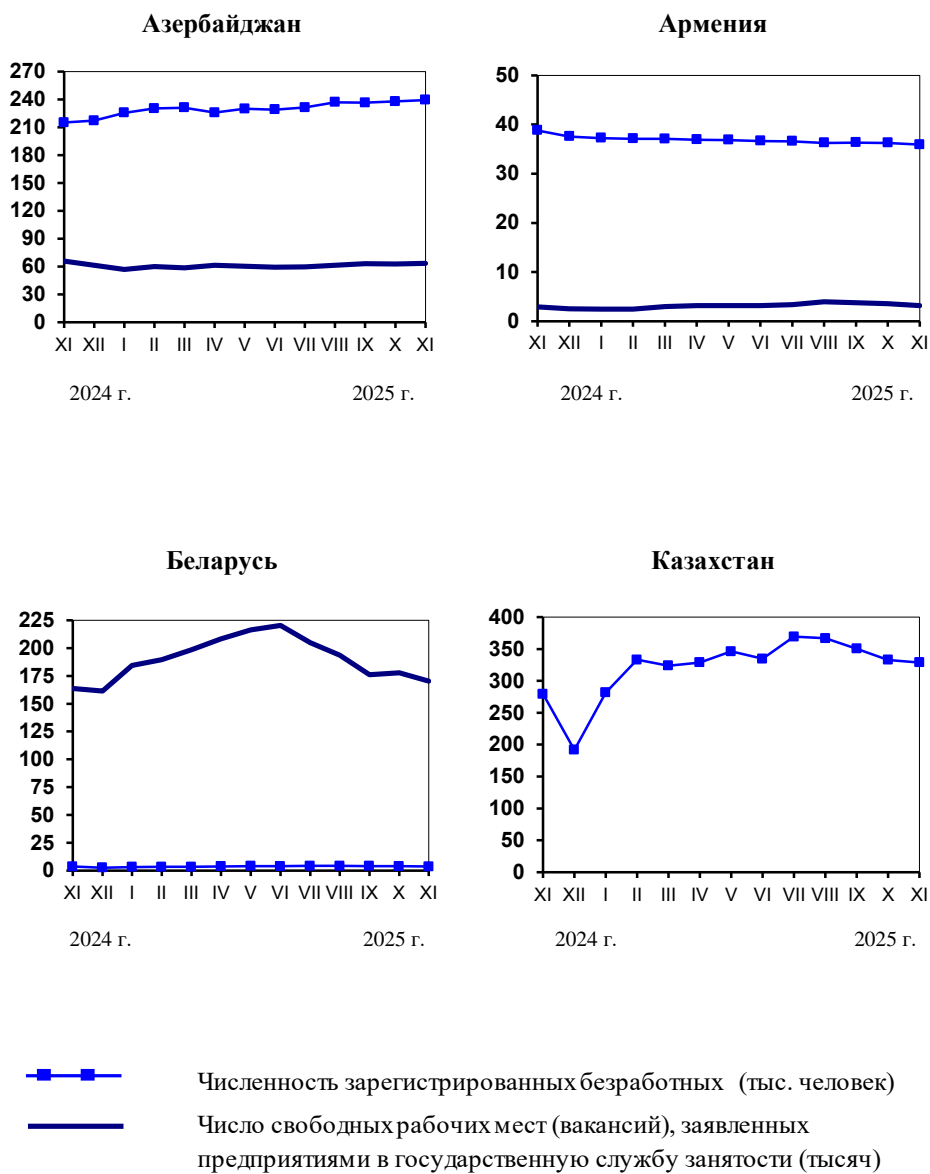 Азербайджан
270
240
210
180
150
120
90
60
30
0
XI XII I II III IV V VI VII VIII IX X XI
2024 г. 2025 г.
Армения
50
40
30
20
10
0
XI XII I II III IV V VI VII VIII IX X XI
2024 г. 2025 г.
Беларусь
225
200
175
150
125
100
75
50
25
0
XI XII I II III IV V VI VII VIII IX X XI
2024 г. 2025 г.
Казахстан
400
350
300
250
200
150
100
50
0
XI XII I II III IV V VI VII VIII IX X XI
2024 г. 2025 г.
Численность зарегистрированных безработных (тыс. человек)
Число свободных рабочих мест (вакансий), заявленных
предприятиями в государственную службу занятости (тысяч)